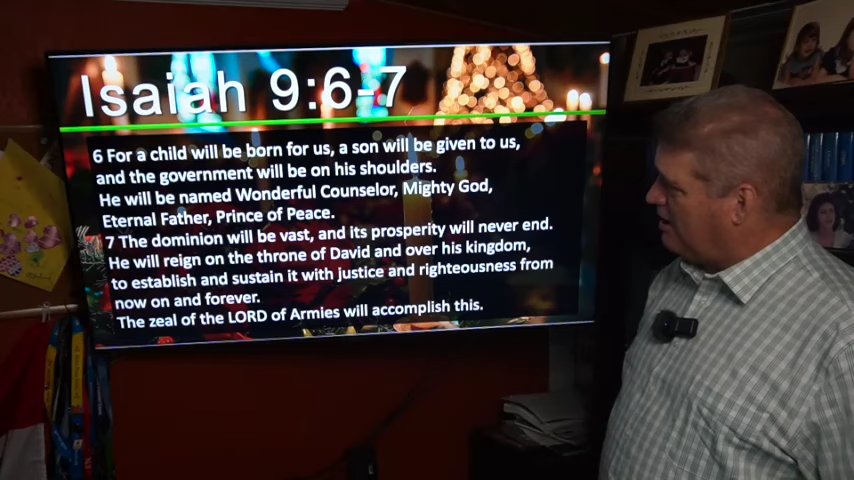 Isaiah 9:6-7
6 For a child will be born for us, a son will be given to us,
and the government will be on his shoulders.
He will be named Wonderful Counselor, Mighty God,
Eternal Father, Prince of Peace.
7 The dominion will be vast, and its prosperity will never end.
He will reign on the throne of David and over his kingdom,
to establish and sustain it with justice and righteousness from
now on and forever.
The zeal of the LORD of Armies will accomplish this.